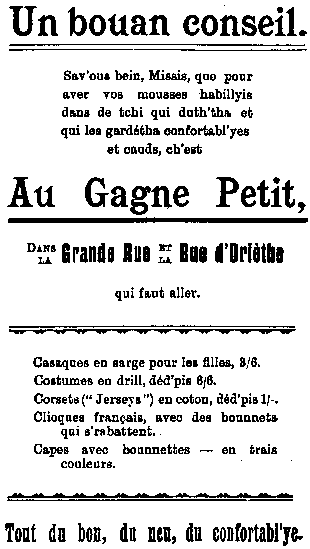 Un bouan conseil.
Sav'ous bein, Missis, que pour
aver vos mousses habillyis
dans de tchi qui duth'tha et
qui les gardétha confortabl'yes
et cauds, ch'est
Au Gagne Petit,
DANS LA Grande Rue ET LA Rue d'Driéthe
qui faut aller.
Casaques en sarge pour les filles, 3/6.
Costumes en drill, déd'pis 6/6.
Corsets ("Jerseys") en coton, déd'pis 1/-.
Clioques français, avec des bounnets
qui s'rabattent.
Capes avec bounnettes — en trais
couleurs.
Tout du bon, du neu, du confortabl'ye.